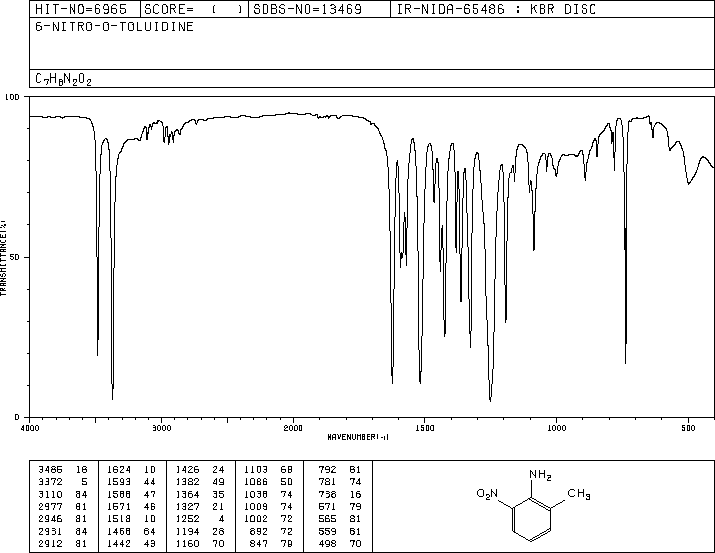 HIT-NO=6965 SCORE= ( ) SDBS-NO=13469 IR-NIDA-65486 : KBR DISC
6-NITRO-O-TOLUIDINE
C7H8N2O2
100
50
0
TRANSMITTANCE(%)
4000 3000 2000 1500 1000 500
WAVENUMBER(-1)
3485 18 1624 10 1426 24 1103 68 792 81
3372 5 1593 44 1382 49 1086 50 781 74
3110 84 1588 47 1364 35 1038 74 738 16
2977 81 1571 46 1327 21 1009 74 671 79
2946 81 1518 10 1252 4 1002 72 565 81
2931 84 1468 64 1194 28 892 72 559 81
2912 81 1442 43 1160 70 847 79 498 70
NH2
O2N
CH3